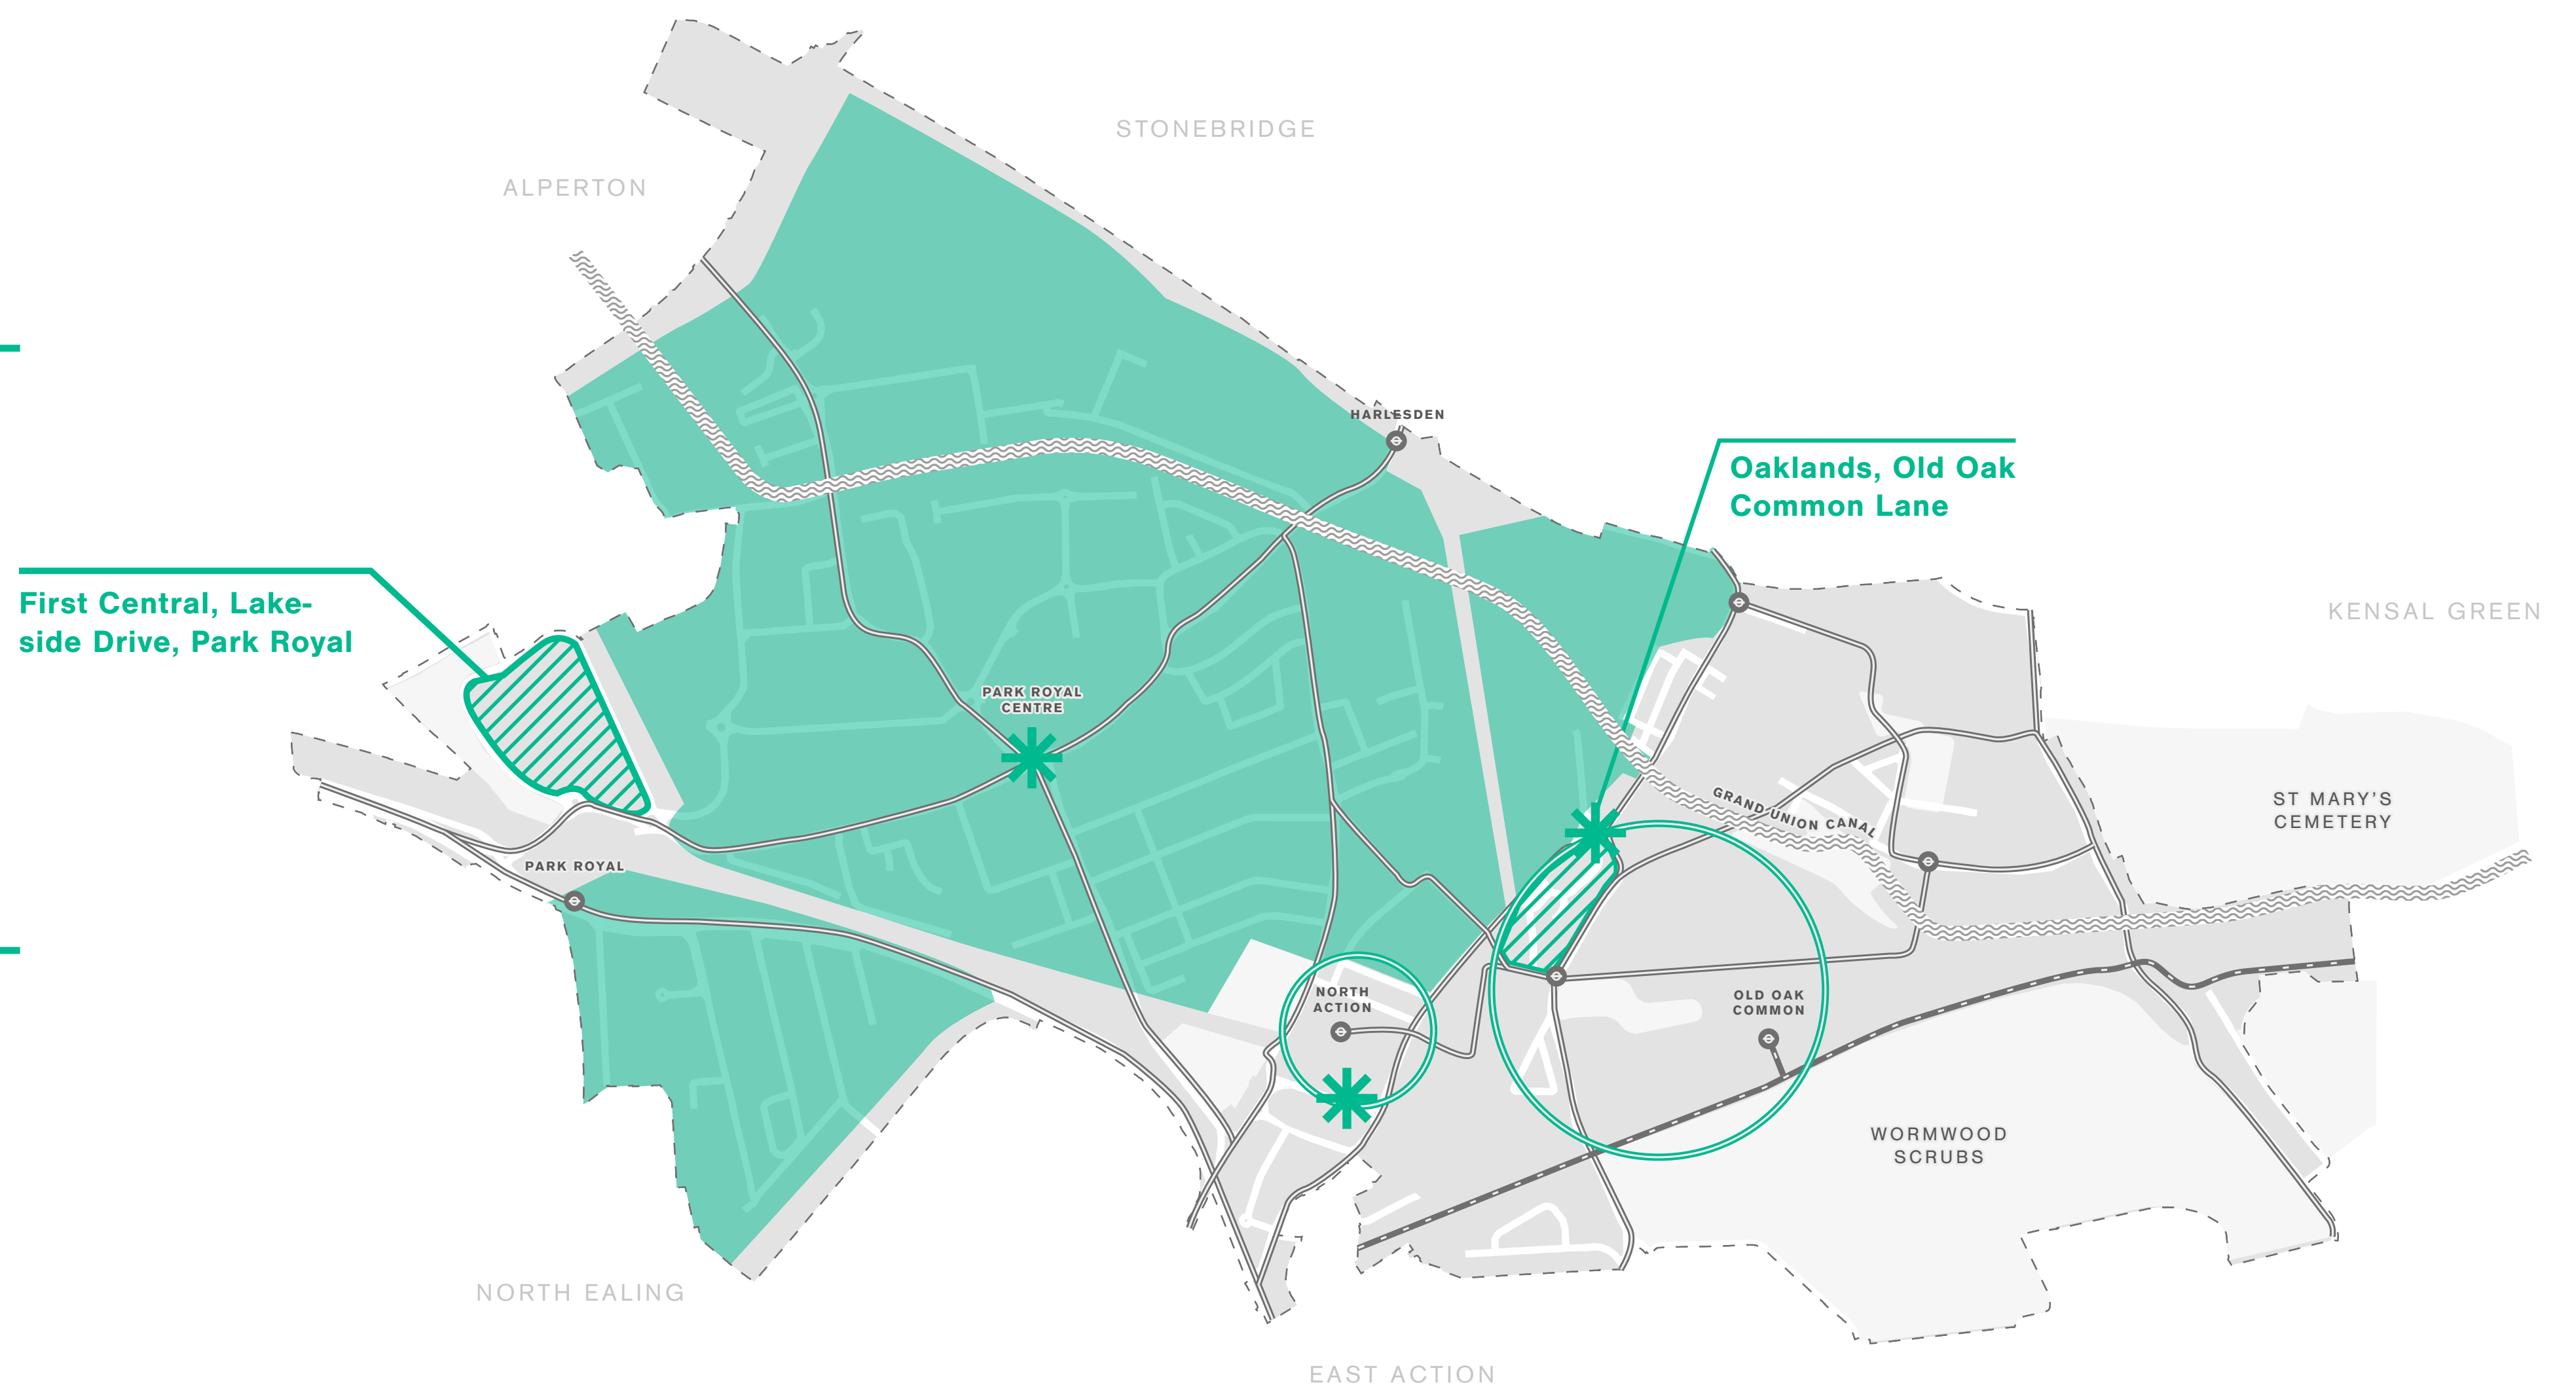 STONEBRIDGE
ALPERTON
HARLESDEN
Oaklands, Old Oak
Common Lane
First Central, Lake-
side Drive, Park Royal
KENSAL GREEN
PARK ROYAL
CENTRE
GRAND UNION CANAL
ST MARY'S
CEMETERY
PARK ROYAL
NORTH
ACTION
OLD OAK
COMMON
WORMWOOD
SCRUBS
NORTH EALING
EAST ACTION